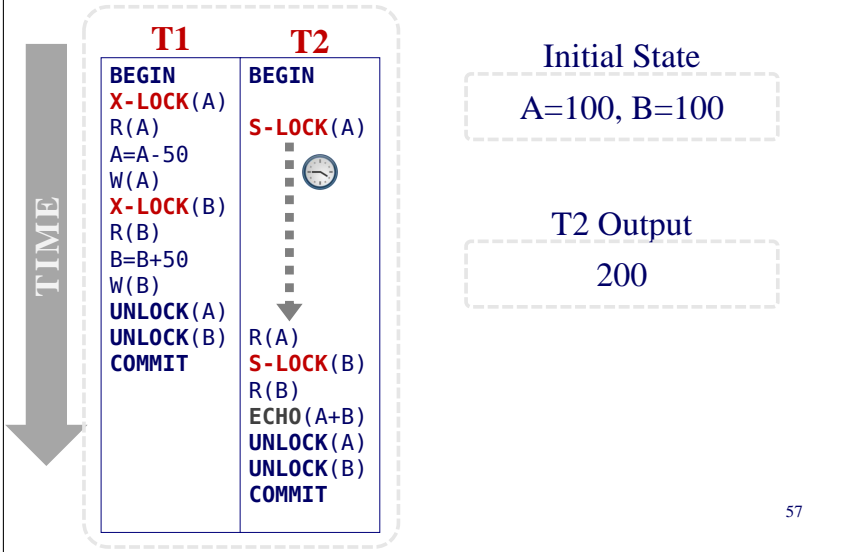 TIME
T1
T2
BEGIN
X-LOCK(A)
R(A)
A=A-50
W(A)
X-LOCK(B)
R(B)
B=B+50
W(B)
UNLOCK(A)
UNLOCK(B)
COMMIT
BEGIN
S-LOCK(A)
R(A)
S-LOCK(B)
R(B)
ECHO(A+B)
UNLOCK(A)
UNLOCK(B)
COMMIT
Initial State
A=100, B=100
T2 Output
200
57